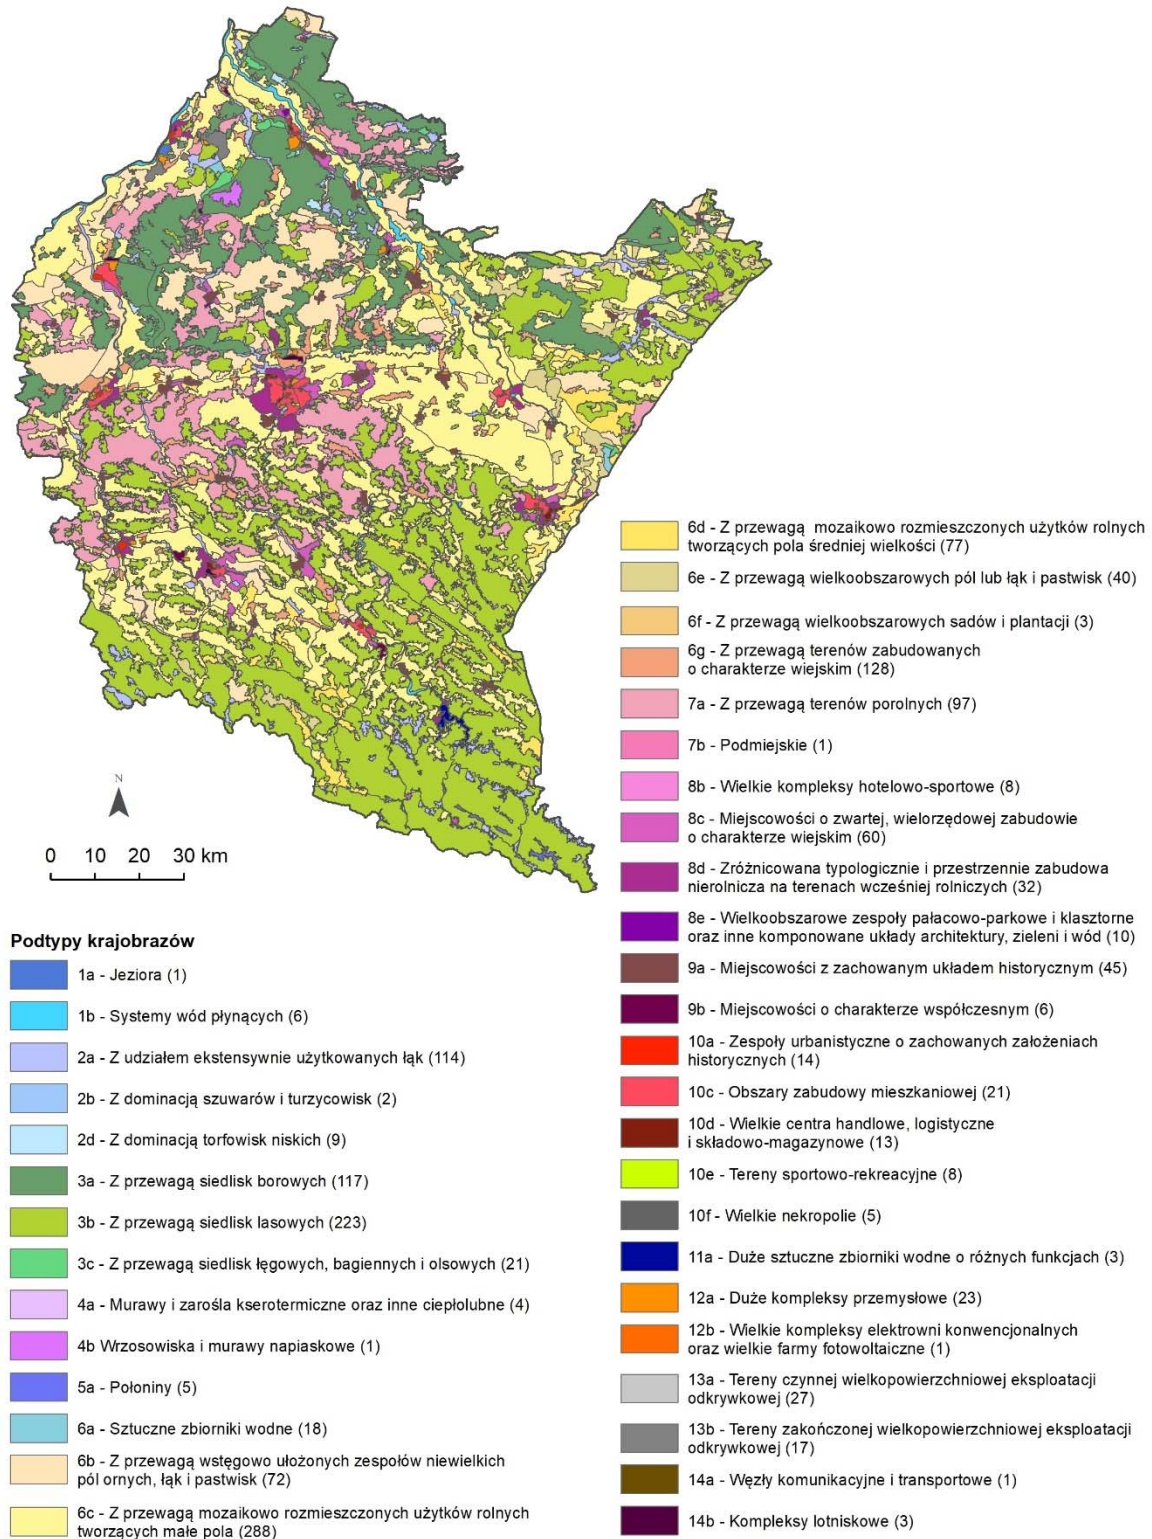 N
0 10 20 30 km
Podtypy krajobrazów
1a - Jeziora (1)
1b - Systemy wód płynących (6)
2a - Z udziałem ekstensywnie użytkowanych łąk (114)
2b - Z dominacją szuwarów i turzycowisk (2)
2d - Z dominacją torfowisk niskich (9)
3a - Z przewagą siedlisk borowych (117)
3b - Z przewagą siedlisk lasowych (223)
3c - Z przewagą siedlisk łęgowych, bagiennych i olsowych (21)
4a - Murawy i zarośla kserotermiczne oraz inne ciepłolubne (4)
4b Wrzosowiska i murawy napiaskowe (1)
5a - Połoniny (5)
6a - Sztuczne zbiorniki wodne (18)
6b - Z przewagą wstęgowo ułożonych zespołów niewielkich
pól ornych, łąk i pastwisk (72)
6c - Z przewagą mozaikowo rozmieszczonych użytków rolnych
tworzących małe pola (288)
6d - Z przewagą mozaikowo rozmieszczonych użytków rolnych
tworzących pola średniej wielkości (77)
6e - Z przewagą wielkoobszarowych pól lub łąk i pastwisk (40)
6f - Z przewagą wielkoobszarowych sadów i plantacji (3)
6g - Z przewagą terenów zabudowanych
o charakterze wiejskim (128)
7a - Z przewagą terenów porolnych (97)
7b - Podmiejskie (1)
8b - Wielkie kompleksy hotelowo-sportowe (8)
8c - Miejscowości o zwartej, wielorzędowej zabudowie
o charakterze wiejskim (60)
8d - Zróżnicowana typologicznie i przestrzennie zabudowa
nierolnicza na terenach wcześniej rolniczych (32)
8e - Wielkoobszarowe zespoły pałacowo-parkowe i klasztorne
oraz inne komponowane układy architektury, zieleni i wód (10)
9a - Miejscowości z zachowanym układem historycznym (45)
9b - Miejscowości o charakterze współczesnym (6)
10a - Zespoły urbanistyczne o zachowanych założeniach
historycznych (14)
10c - Obszary zabudowy mieszkaniowej (21)
10d - Wielkie centra handlowe, logistyczne
i składowo-magazynowe (13)
10e - Tereny sportowo-rekreacyjne (8)
10f - Wielkie nekropolie (5)
11a - Duże sztuczne zbiorniki wodne o różnych funkcjach (3)
12a - Duże kompleksy przemysłowe (23)
12b - Wielkie kompleksy elektrowni konwencjonalnych
oraz wielkie farmy fotowoltaiczne (1)
13a - Tereny czynnej wielkopowierzchniowej eksploatacji
odkrywkowej (27)
13b - Tereny zakończonej wielkopowierzchniowej eksploatacji
odkrywkowej (17)
14a - Węzły komunikacyjne i transportowe (1)
14b - Kompleksy lotniskowe (3)